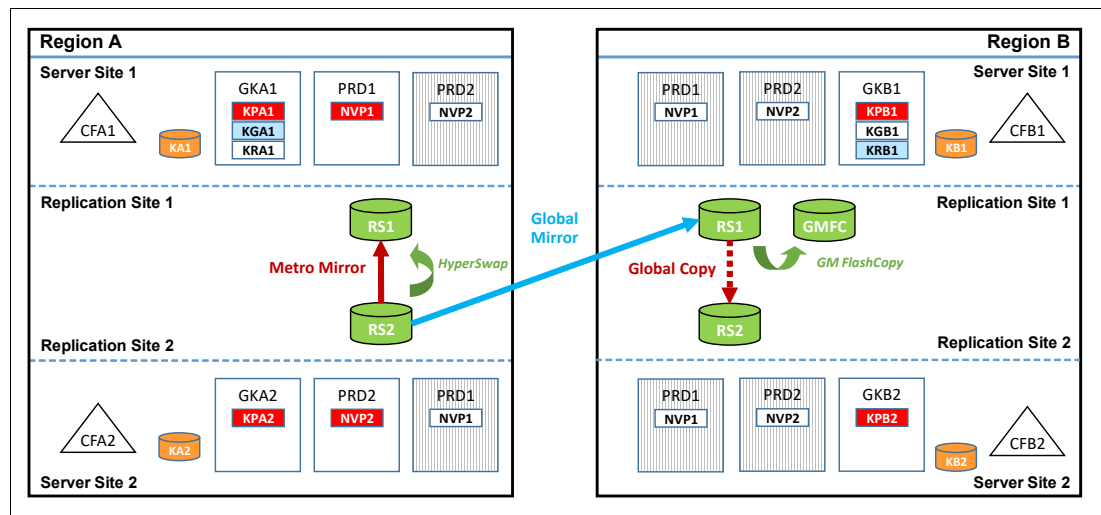 Region A
Server Site 1
CFA1
KA1
GKA1
KPA1
KGA1
KRA1
PRD1
NVP1
PRD2
NVP2
Replication Site 1
RS1
Metro Mirror
HyperSwap
RS2
Replication Site 2
CFA2
KA2
GKA2
KPA2
PRD2
NVP2
PRD1
NVP1
Server Site 2
Global
Mirror
Region B
Server Site 1
PRD1
NVP1
PRD2
NVP2
GKB1
KPB1
KGB1
KRB1
KB1
CFB1
Replication Site 1
RS1
GMFC
Global Copy
GM FlashCopy
RS2
Replication Site 2
PRD1
NVP1
PRD2
NVP2
GKB2
KPB2
KB2
CFB2
Server Site 2